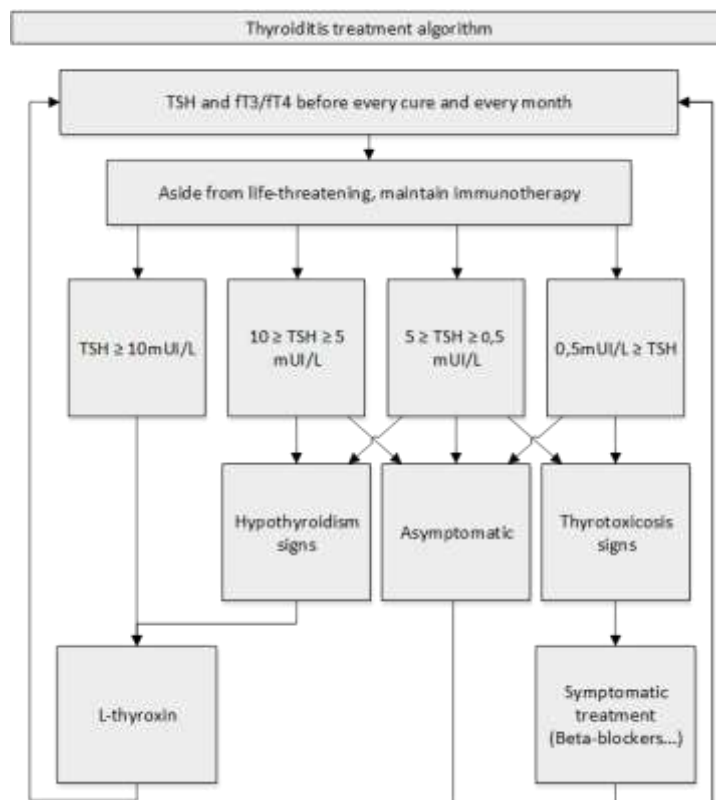 Thyroiditis treatment algorithm
TSH and fT3/fT4 before every cure and every month
Aside from life-threatening, maintain immunotherapy
TSH ≥ 10mUI/L
10 ≥ TSH ≥ 5
mUI/L
5 ≥ TSH ≥ 0,5
mUI/L
0,5mUI/L ≥ TSH
Hypothyroidism
signs
Asymptomatic
Thyrotoxicosis
signs
L-thyroxin
Symptomatic
treatment
(Beta-blockers...)